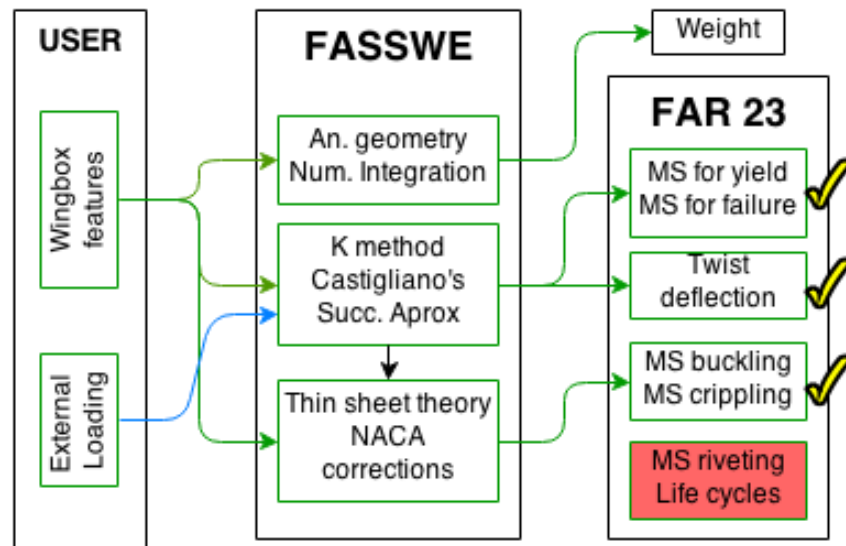 USER
Wingbox
features
External
Loading
FASSWE
An. geometry
Num. Integration
K method
Castigliano's
Succ. Aprox
Thin sheet theory
NACA
corrections
Weight
FAR 23
MS for yield
MS for failure
Twist
deflection
MS buckling
MS crippling
MS riveting
Life cycles